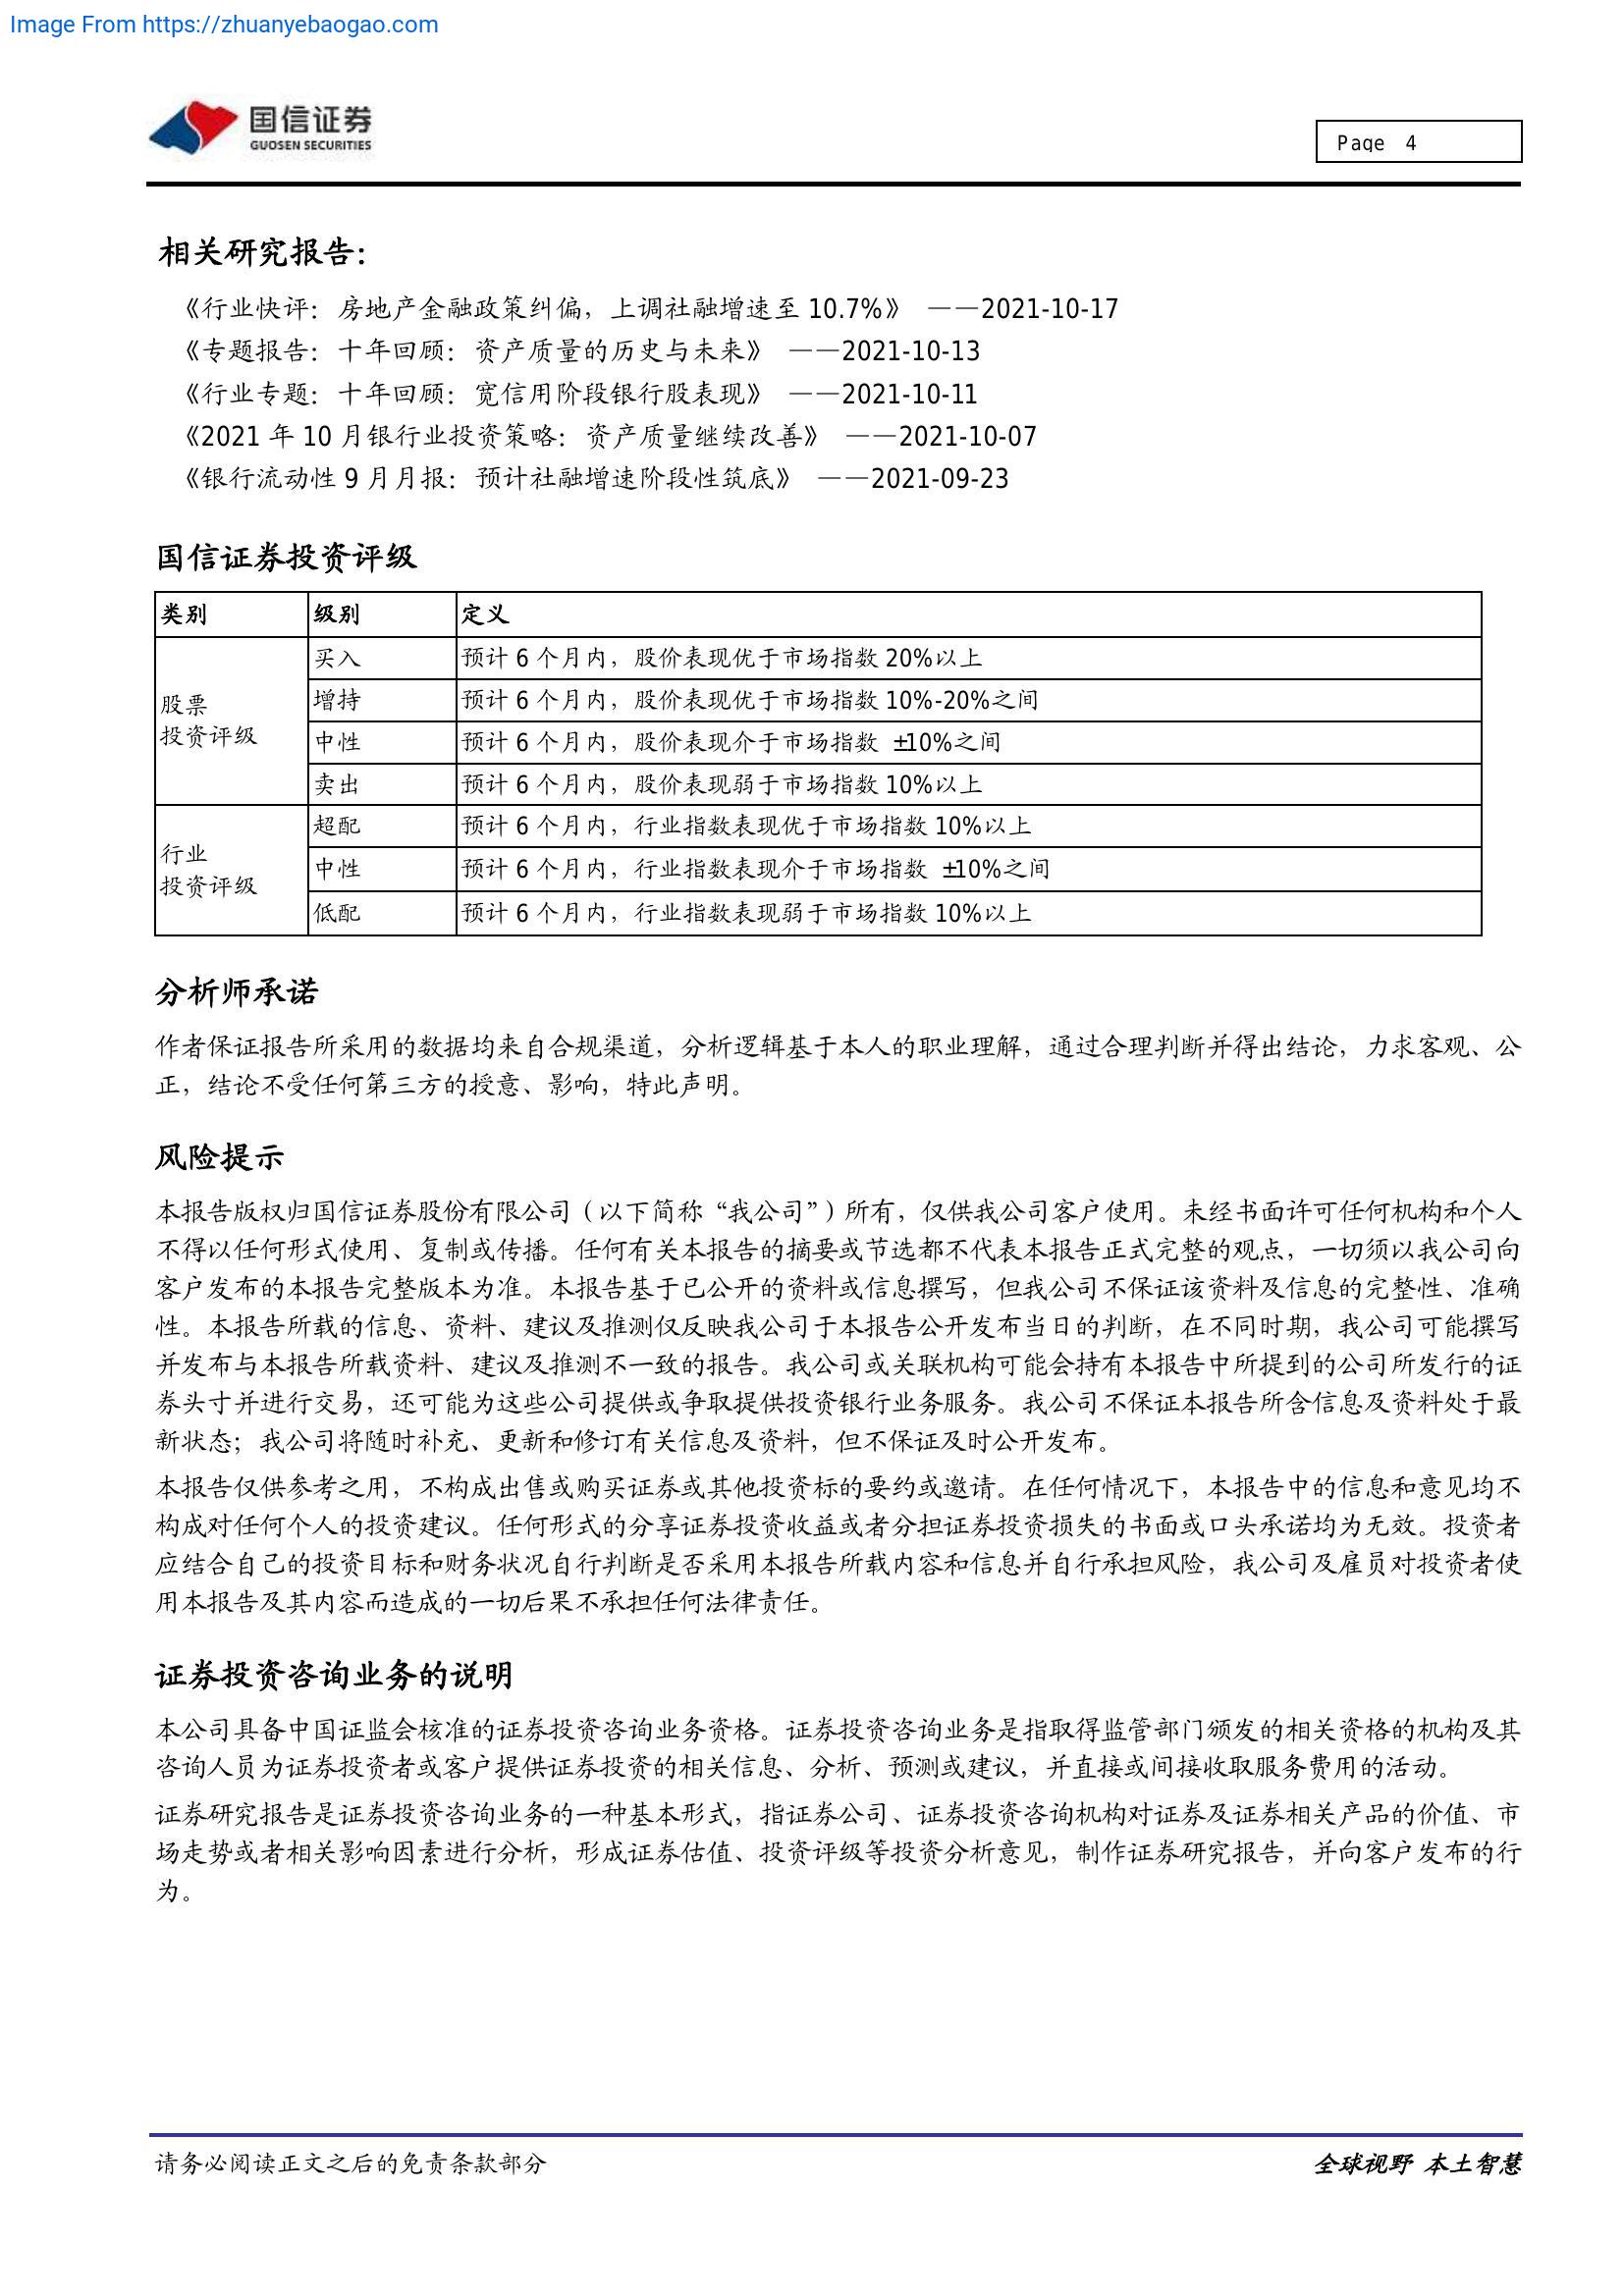 Image From https://zhuanyebaogao.com
国信证券
GUOSEN SECURITIES
Page 4
相关研究报告：
《行业快评：房地产金融政策纠偏，上调社融增速至 10.7%》 ——2021-10-17
《专题报告：十年回顾：资产质量的历史与未来》 ——2021-10-13
《行业专题：十年回顾：宽信用阶段银行股表现》 ——2021-10-11
《2021 年 10 月银行业投资策略：资产质量继续改善》 ——2021-10-07
《银行流动性 9 月月报：预计社融增速阶段性筑底》 ——2021-09-23
国信证券投资评级
类别 级别 定义
股票
投资评级
买入 预计 6 个月内，股价表现优于市场指数 20%以上
增持 预计 6 个月内，股价表现优于市场指数 10%-20%之间
中性 预计 6 个月内，股价表现介于市场指数 ±10%之间
卖出 预计 6 个月内，股价表现弱于市场指数 10%以上
行业
投资评级
超配 预计 6 个月内，行业指数表现优于市场指数 10%以上
中性 预计 6 个月内，行业指数表现介于市场指数 ±10%之间
低配 预计 6 个月内，行业指数表现弱于市场指数 10%以上
分析师承诺
作者保证报告所采用的数据均来自合规渠道，分析逻辑基于本人的职业理解，通过合理判断并得出结论，力求客观、公
正，结论不受任何第三方的授意、影响，特此声明。
风险提示
本报告版权归国信证券股份有限公司（以下简称“我公司”）所有，仅供我公司客户使用。未经书面许可任何机构和个人
不得以任何形式使用、复制或传播。任何有关本报告的摘要或节选都不代表本报告正式完整的观点，一切须以我公司向
客户发布的本报告完整版本为准。本报告基于已公开的资料或信息撰写，但我公司不保证该资料及信息的完整性、准确
性。本报告所载的信息、资料、建议及推测仅反映我公司于本报告公开发布当日的判断，在不同时期，我公司可能撰写
并发布与本报告所载资料、建议及推测不一致的报告。我公司或关联机构可能会持有本报告中所提到的公司所发行的证
券头寸并进行交易，还可能为这些公司提供或争取提供投资银行业务服务。我公司不保证本报告所含信息及资料处于最
新状态；我公司将随时补充、更新和修订有关信息及资料，但不保证及时公开发布。
本报告仅供参考之用，不构成出售或购买证券或其他投资标的要约或邀请。在任何情况下，本报告中的信息和意见均不
构成对任何个人的投资建议。任何形式的分享证券投资收益或者分担证券投资损失的书面或口头承诺均为无效。投资者
应结合自己的投资目标和财务状况自行判断是否采用本报告所载内容和信息并自行承担风险，我公司及雇员对投资者使
用本报告及其内容而造成的一切后果不承担任何法律责任。
证券投资咨询业务的说明
本公司具备中国证监会核准的证券投资咨询业务资格。证券投资咨询业务是指取得监管部门颁发的相关资格的机构及其
咨询人员为证券投资者或客户提供证券投资的相关信息、分析、预测或建议，并直接或间接收取服务费用的活动。
证券研究报告是证券投资咨询业务的一种基本形式，指证券公司、证券投资咨询机构对证券及证券相关产品的价值、市
场走势或者相关影响因素进行分析，形成证券估值、投资评级等投资分析意见，制作证券研究报告，并向客户发布的行
为。
请务必阅读正文之后的免责条款部分
全球视野 本土智慧